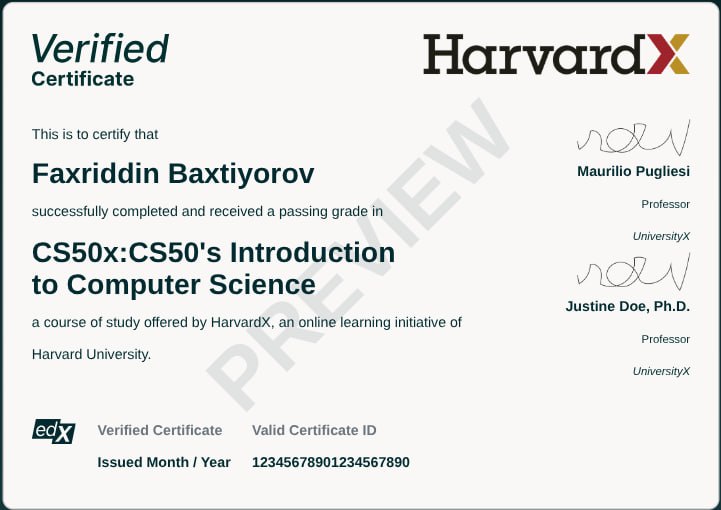 Verified
Certificate
HarvardX
This is to certify that
Faxriddin Baxtiyorov
successfully completed and received a passing grade in
CS50x:CS50's Introduction
to Computer Science
a course of study offered by HarvardX, an online learning initiative of
Harvard University.
PREVIEW
Maurilio Pugliesi
Professor
UniversityX
Justine Doe, Ph.D.
Professor
UniversityX
edX
Verified Certificate
Issued Month / Year
Valid Certificate ID
12345678901234567890